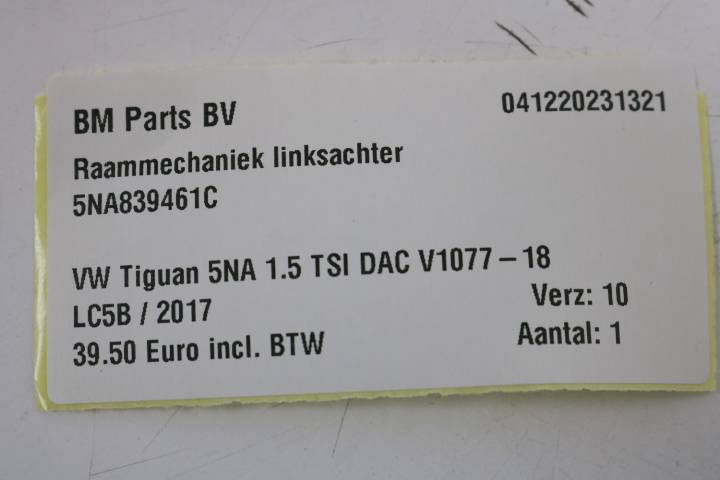 BM Parts BV 041220231321
Raammechaniek linksachter
5NA839461C
VW Tiguan 5NA 1.5 TSI DAC V1077 – 18
LC5B / 2017 Verz: 10
39.50 Euro incl. BTW Aantal: 1